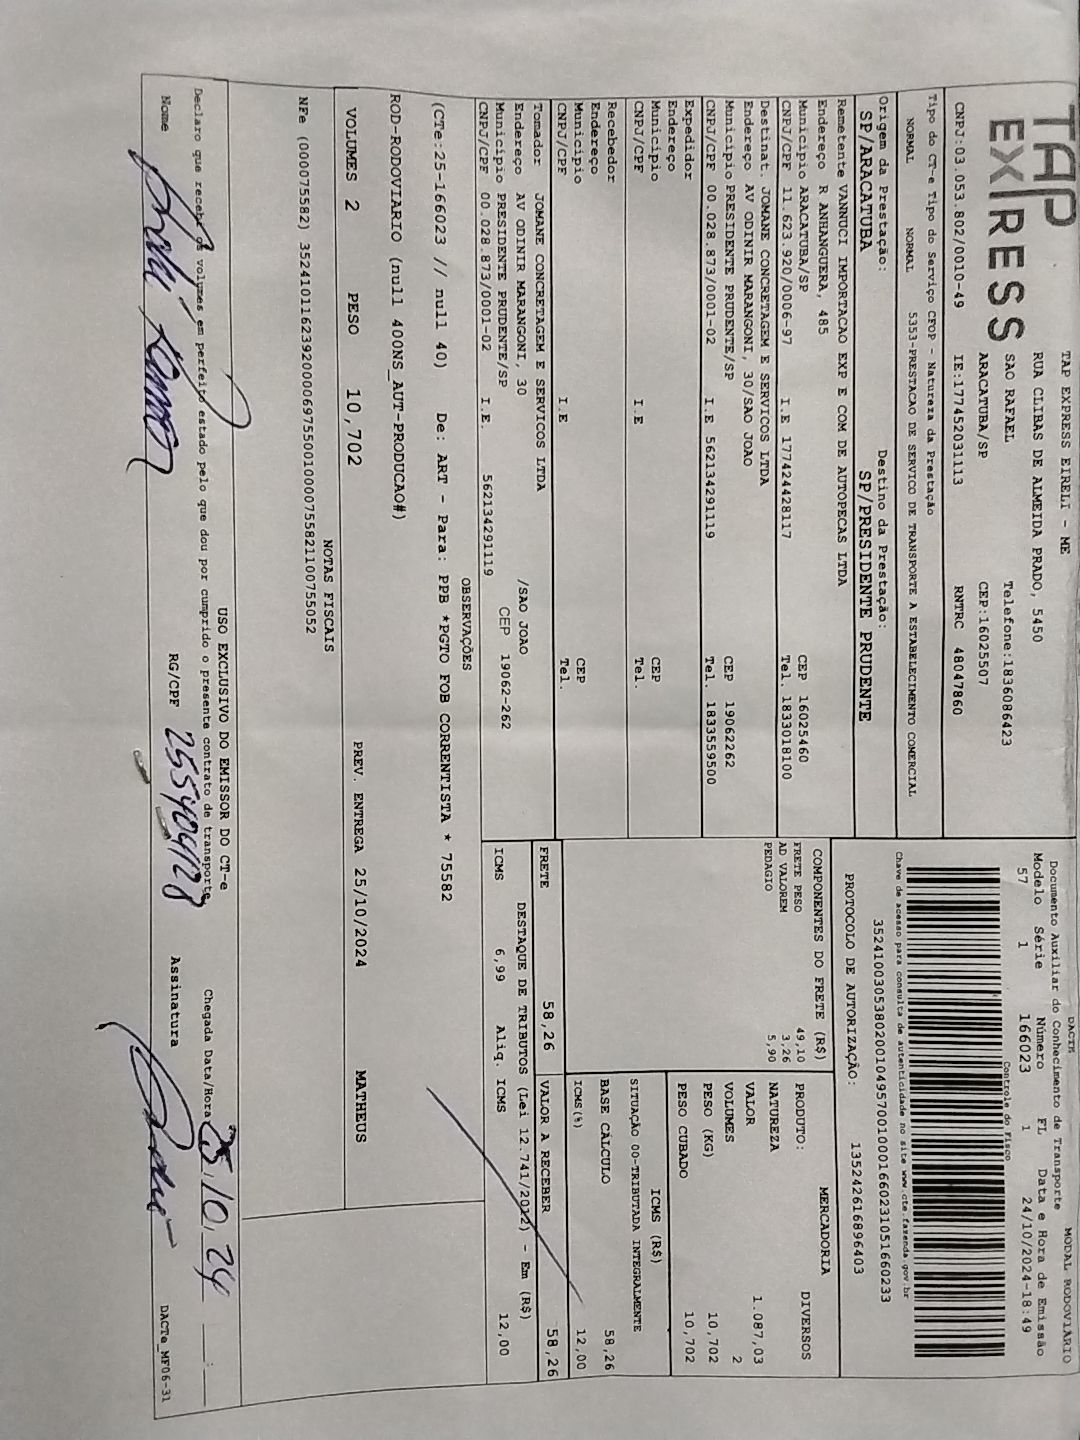 TAP
EXPRESS
TAP EXPRESS EIRELI - ME
RUA CLIBAS DE ALMEIDA PRADO, 5450
SAO RAFAEL Telefone:1836086423
ARACATUBA/SP CEP:16025507
CNPJ:03.053.802/0010-49 IE:177452031113 RNTRC 48047860
DACTE MODAL RODOVIÁRIO
Documento Auxiliar do Conhecimento de Transporte
Modelo Série Número FL Data e Hora de Emissão
57 1 166023 1 24/10/2024-18:49
Controle do Fisco
Chave de acesso para consulta de autenticidade no site www.cte.fazenda.gov.br
35241003053802001049570010001660231051660233
PROTOCOLO DE AUTORIZAÇÃO: 135242616896403
Tipo do CT-e Tipo do Serviço CFOP - Natureza da Prestação
NORMAL NORMAL 5353-PRESTACAO DE SERVICO DE TRANSPORTE A ESTABELECIMENTO COMERCIAL
Origem da Prestação: Destino da Prestação:
SP/ARACATUBA SP/PRESIDENTE PRUDENTE
Remetente VANNUCI IMPORTACAO EXP E COM DE AUTOPECAS LTDA
Endereço R ANHANGUERA, 485
Municipio ARACATUBA/SP CEP 16025460
CNPJ/CPF 11.623.920/0006-97 I.E 177424428117 Tel. 1833018100
Destinat. JOMANE CONCRETAGEM E SERVICOS LTDA
Endereço AV ODINIR MARANGONI, 30/SAO JOAO
Municipio PRESIDENTE PRUDENTE/SP CEP 19062262
CNPJ/CPF 00.028.873/0001-02 I.E 562134291119 Tel. 1833559500
Expedidor
Endereço
Municipio CEP
CNPJ/CPF I.E Tel.
Recebedor
Endereço
Municipio CEP
CNPJ/CPF I.E Tel.
Tomador JOMANE CONCRETAGEM E SERVICOS LTDA
Endereço AV ODINIR MARANGONI, 30 /SAO JOAO
Municipio PRESIDENTE PRUDENTE/SP CEP 19062-262
CNPJ/CPF 00.028.873/0001-02 I.E. 562134291119
COMPONENTES DO FRETE (R$)
FRETE PESO 49,10
AD VALOREM 3,26
PEDAGIO 5,90
MERCADORIA
PRODUTO: DIVERSOS
NATUREZA
VALOR 1.087,03
VOLUMES 2
PESO (KG) 10,702
PESO CUBADO 10,702
ICMS (R$)
SITUAÇÃO 00-TRIBUTADA INTEGRALMENTE
BASE CÁLCULO 58,26
ICMS(%) 12,00
FRETE 58,26 VALOR A RECEBER 58,26
DESTAQUE DE TRIBUTOS (Lei 12.741/2012) - Em (R$)
ICMS 6,99 Aliq. ICMS 12,00
OBSERVAÇÕES
(CTe:25-166023 // null 40) De: ART - Para: PPB *PGTO FOB CORRENTISTA * 75582
ROD-RODOVIARIO (null 400NS_AUT-PRODUCAO#)
VOLUMES 2 PESO 10,702 PREV. ENTREGA 25/10/2024 MATHEUS
NOTAS FISCAIS
NFe (000075582) 35241011623920000697550010000755821100755052
USO EXCLUSIVO DO EMISSOR DO CT-e
Declaro que recebi os volumes em perfeito estado pelo que dou por cumprido o presente contrato de transporte
Chegada Data/Hora 25/10/24 __:__
Nome RG/CPF 255404128 Assinatura
DACTe_MF06-31